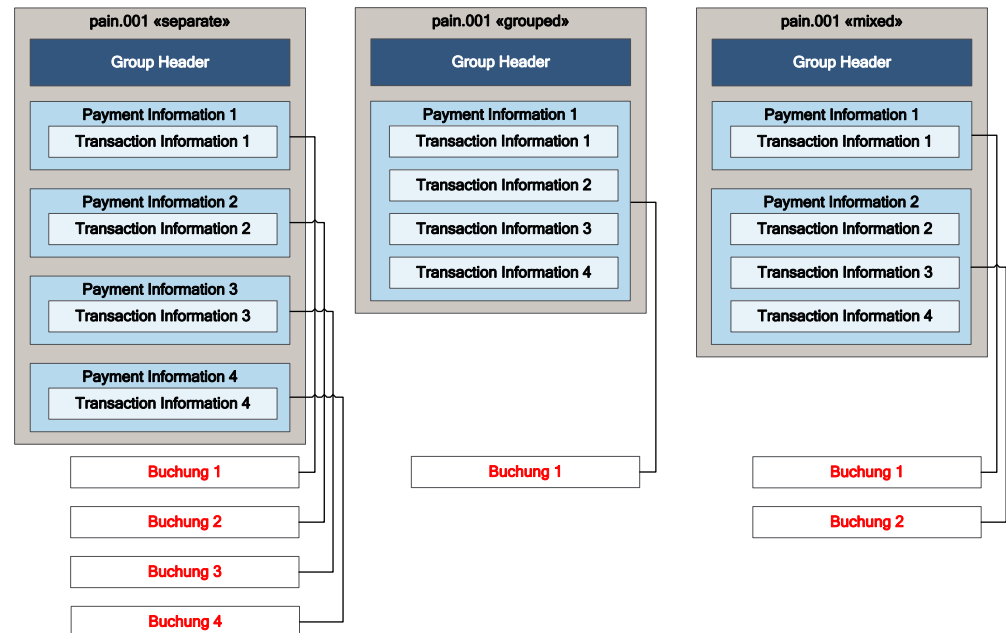 pain.001 «separate»
Group Header
Payment Information 1
Transaction Information 1
Payment Information 2
Transaction Information 2
Payment Information 3
Transaction Information 3
Payment Information 4
Transaction Information 4
Buchung 1
Buchung 2
Buchung 3
Buchung 4
pain.001 «grouped»
Group Header
Payment Information 1
Transaction Information 1
Transaction Information 2
Transaction Information 3
Transaction Information 4
Buchung 1
pain.001 «mixed»
Group Header
Payment Information 1
Transaction Information 1
Payment Information 2
Transaction Information 2
Transaction Information 3
Transaction Information 4
Buchung 1
Buchung 2